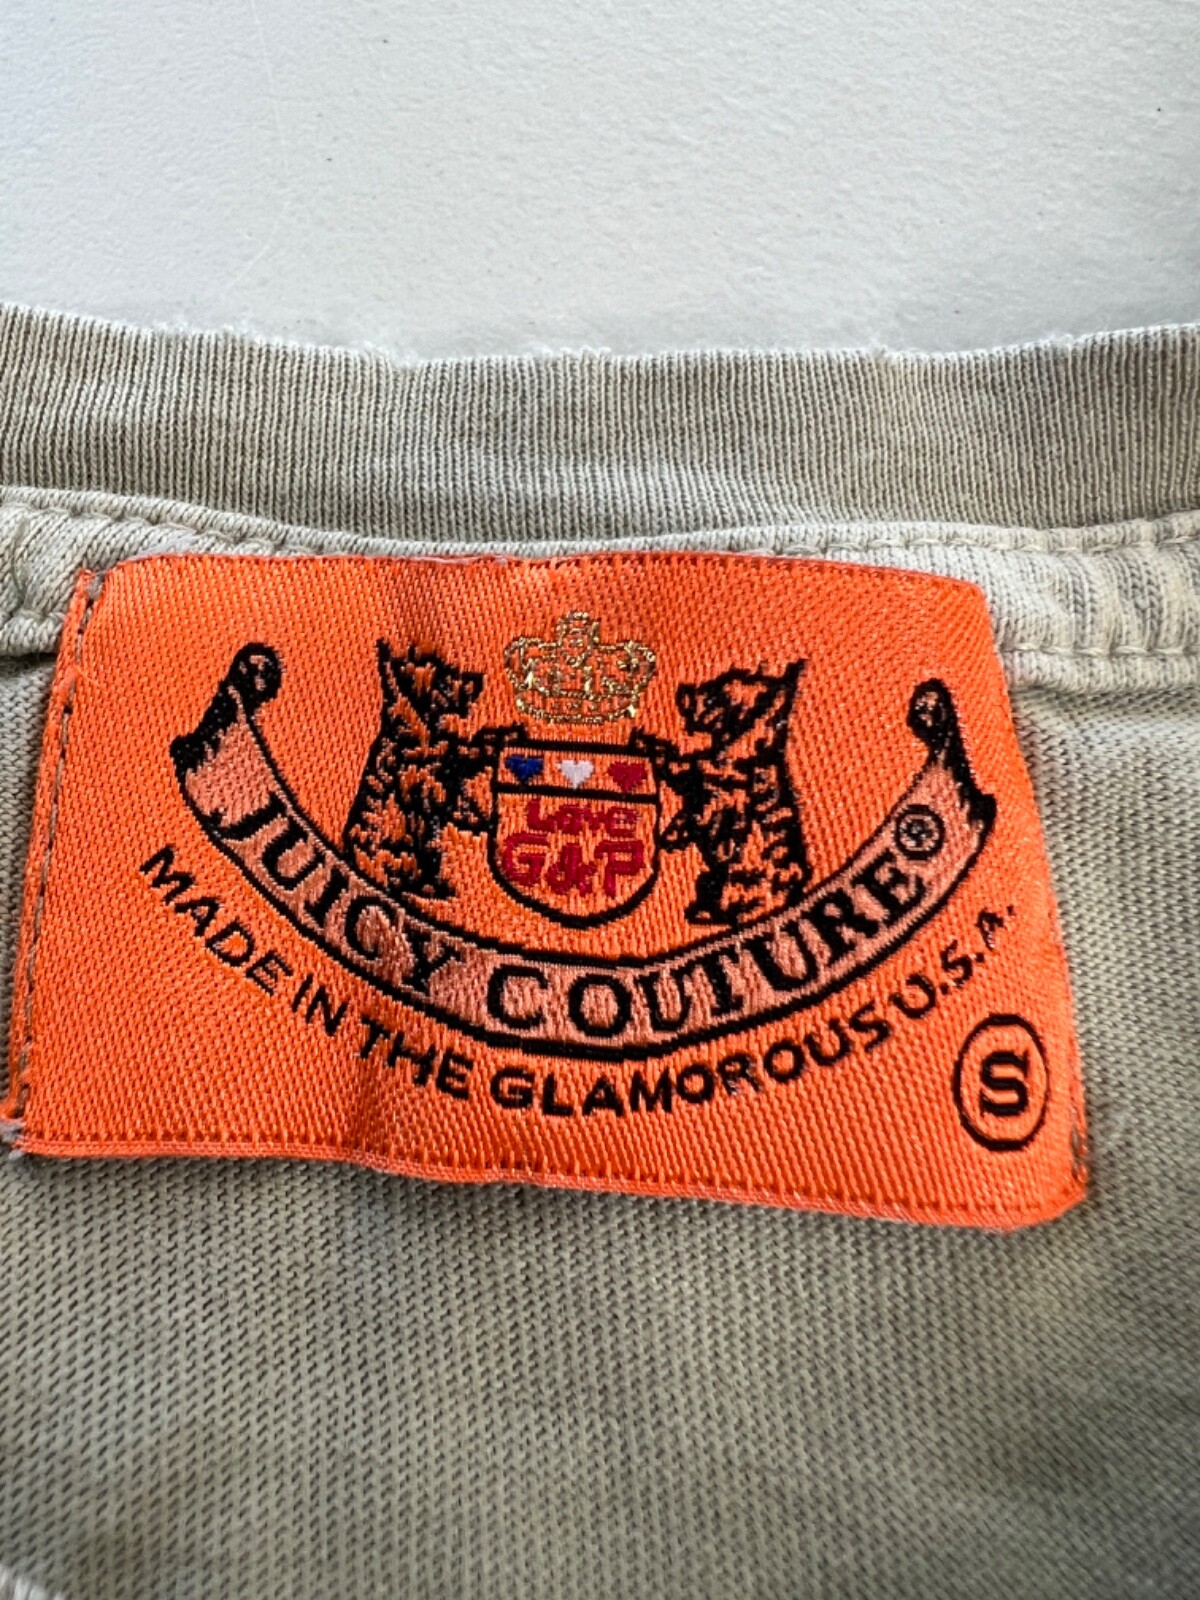 Love
G&P
JUICY COUTURE®
MADE IN THE GLAMOROUS U.S.A.
S